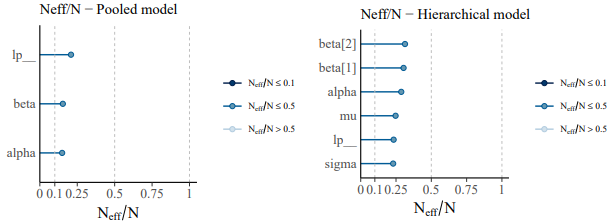 Neff/N − Pooled model
lp__
beta
alpha
0 0.1 0.25 0.5 0.75 1
Neff/N
Neff/N ≤ 0.1
Neff/N ≤ 0.5
Neff/N > 0.5
Neff/N − Hierarchical model
beta[2]
beta[1]
alpha
mu
lp__
sigma
0 0.1 0.25 0.5 0.75 1
Neff/N
Neff/N ≤ 0.1
Neff/N ≤ 0.5
Neff/N > 0.5